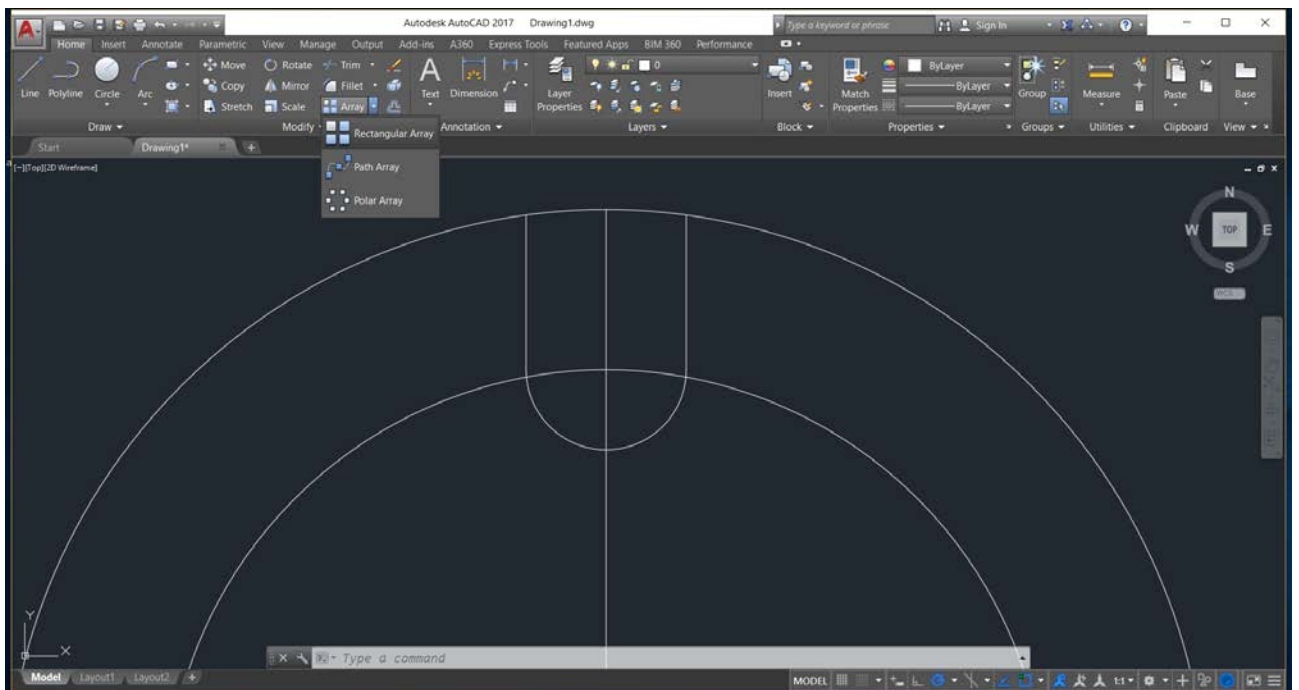 Autodesk AutoCAD 2017 Drawing1.dwg
Type a keyword or phrase
Sign In
Home Insert Annotate Parametric View Manage Output Add-ins A360 Express Tools Featured Apps BIM 360 Performance
Line Polyline Circle Arc
Move Rotate Trim
Copy Mirror Fillet
Stretch Scale Array
Text Dimension
Layer Properties
0
Insert
Match Properties
ByLayer
ByLayer
ByLayer
Group
Measure
Paste
Base
Draw Modify Annotation Layers Block Properties Groups Utilities Clipboard View
Rectangular Array
Path Array
Polar Array
Start Drawing1*
[−][Top][2D Wireframe]
N
W TOP E
S
WCS
Y
X
Type a command
Model Layout1 Layout2 +
MODEL
1:1